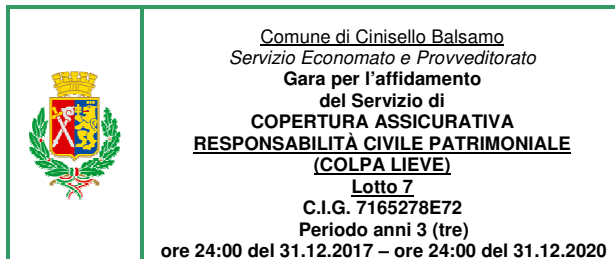 Comune di Cinisello Balsamo
Servizio Economato e Provveditorato
Gara per l'affidamento
del Servizio di
COPERTURA ASSICURATIVA
RESPONSABILITÀ CIVILE PATRIMONIALE
(COLPA LIEVE)
Lotto 7
C.I.G. 7165278E72
Periodo anni 3 (tre)
ore 24:00 del 31.12.2017 – ore 24:00 del 31.12.2020